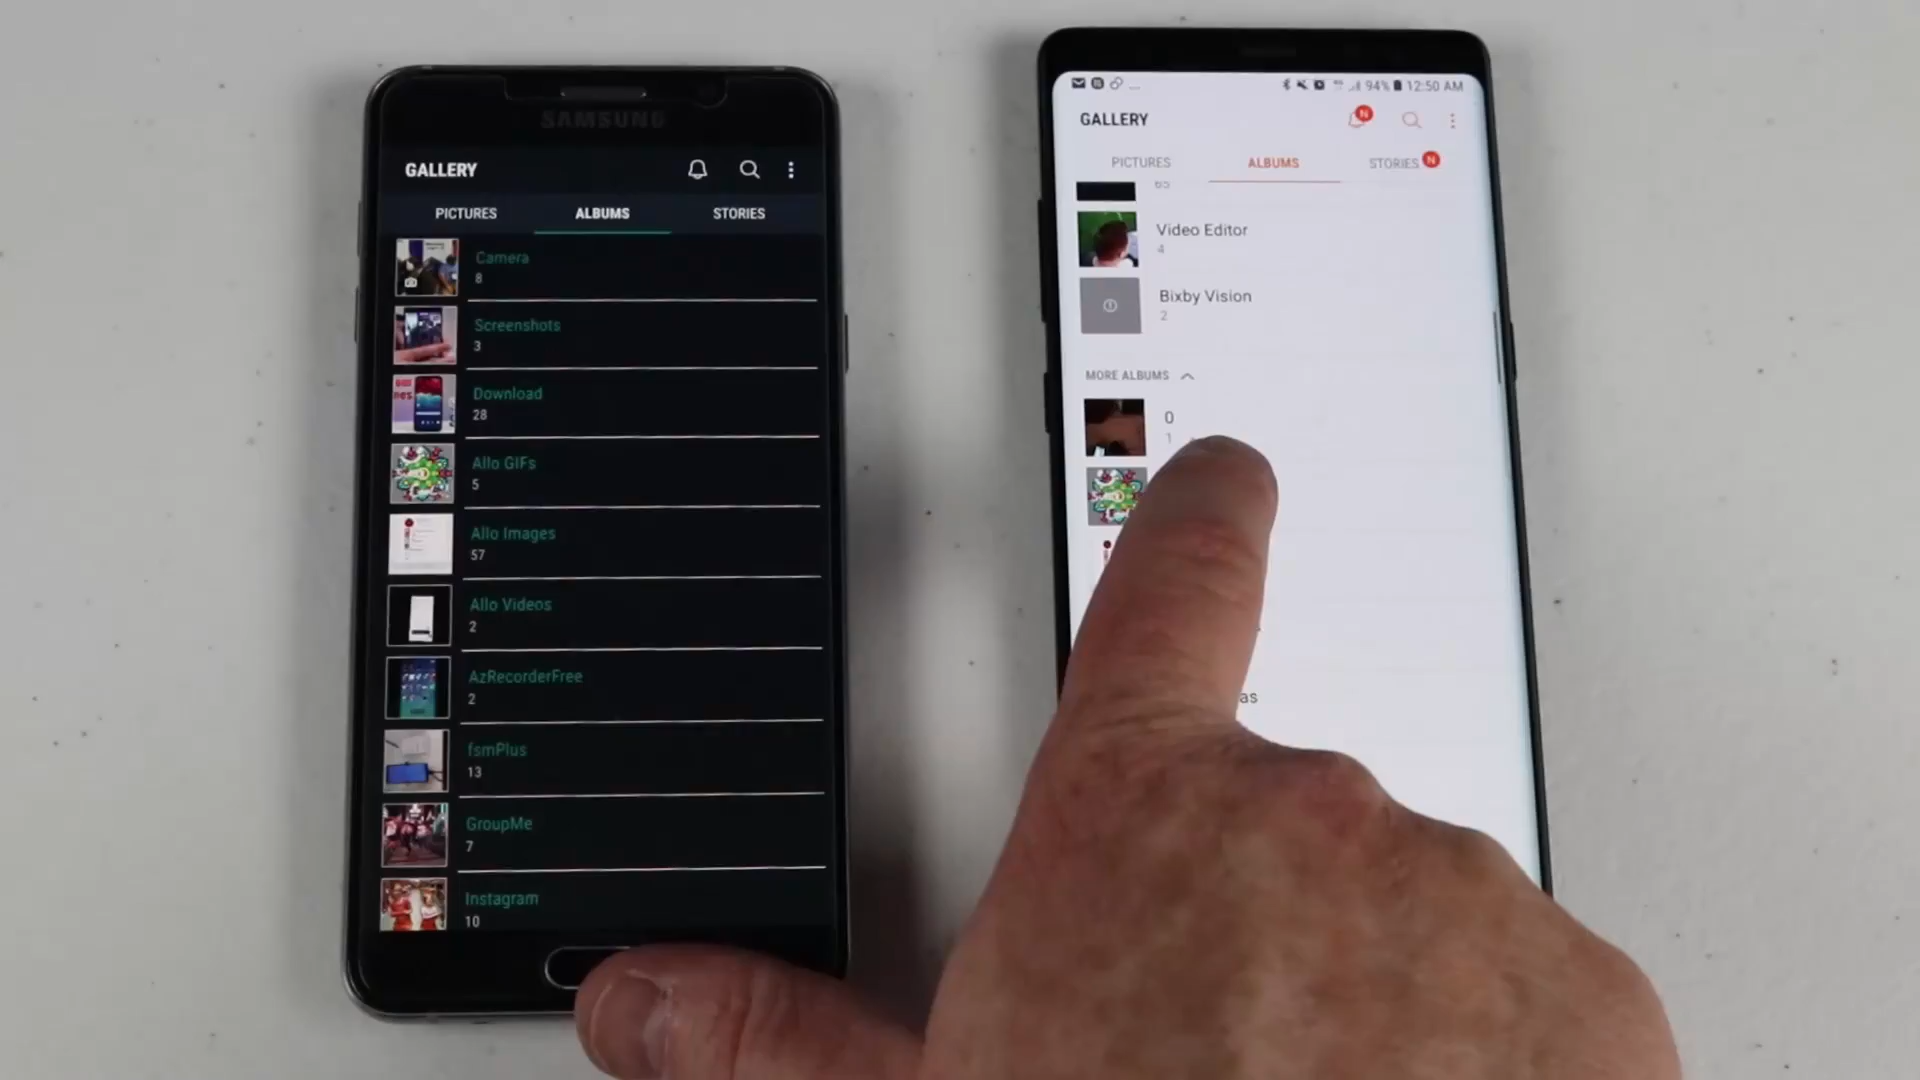 SAMSUNG
GALLERY
PICTURES ALBUMS STORIES
Camera
8
Screenshots
3
Download
28
Allo GIFs
5
Allo Images
57
Allo Videos
2
AzRecorderFree
2
fsmPlus
13
GroupMe
7
Instagram
10
94% 12:50 AM
GALLERY N
PICTURES ALBUMS STORIES N
65
Video Editor
4
Bixby Vision
2
MORE ALBUMS
0
1
as